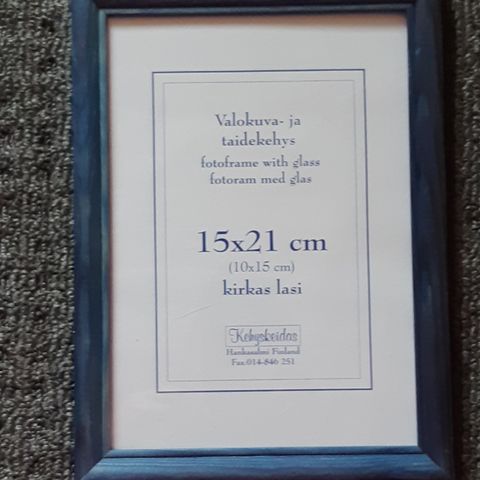 Valokuva- ja
taidekehys
fotoframe with glass
fotoram med glas
15x21 cm
(10x15 cm)
kirkas lasi
Kehyskeidas
Hankasalmi Finland
Fax 014-846 251